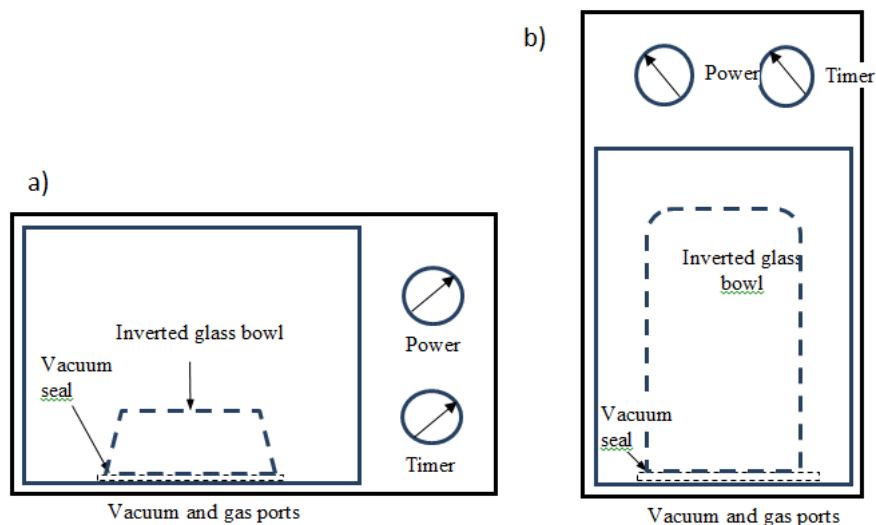 a)
Inverted glass bowl
Vacuum
seal
Power
Timer
Vacuum and gas ports
b)
Power
Timer
Inverted glass
bowl
Vacuum
seal
Vacuum and gas ports